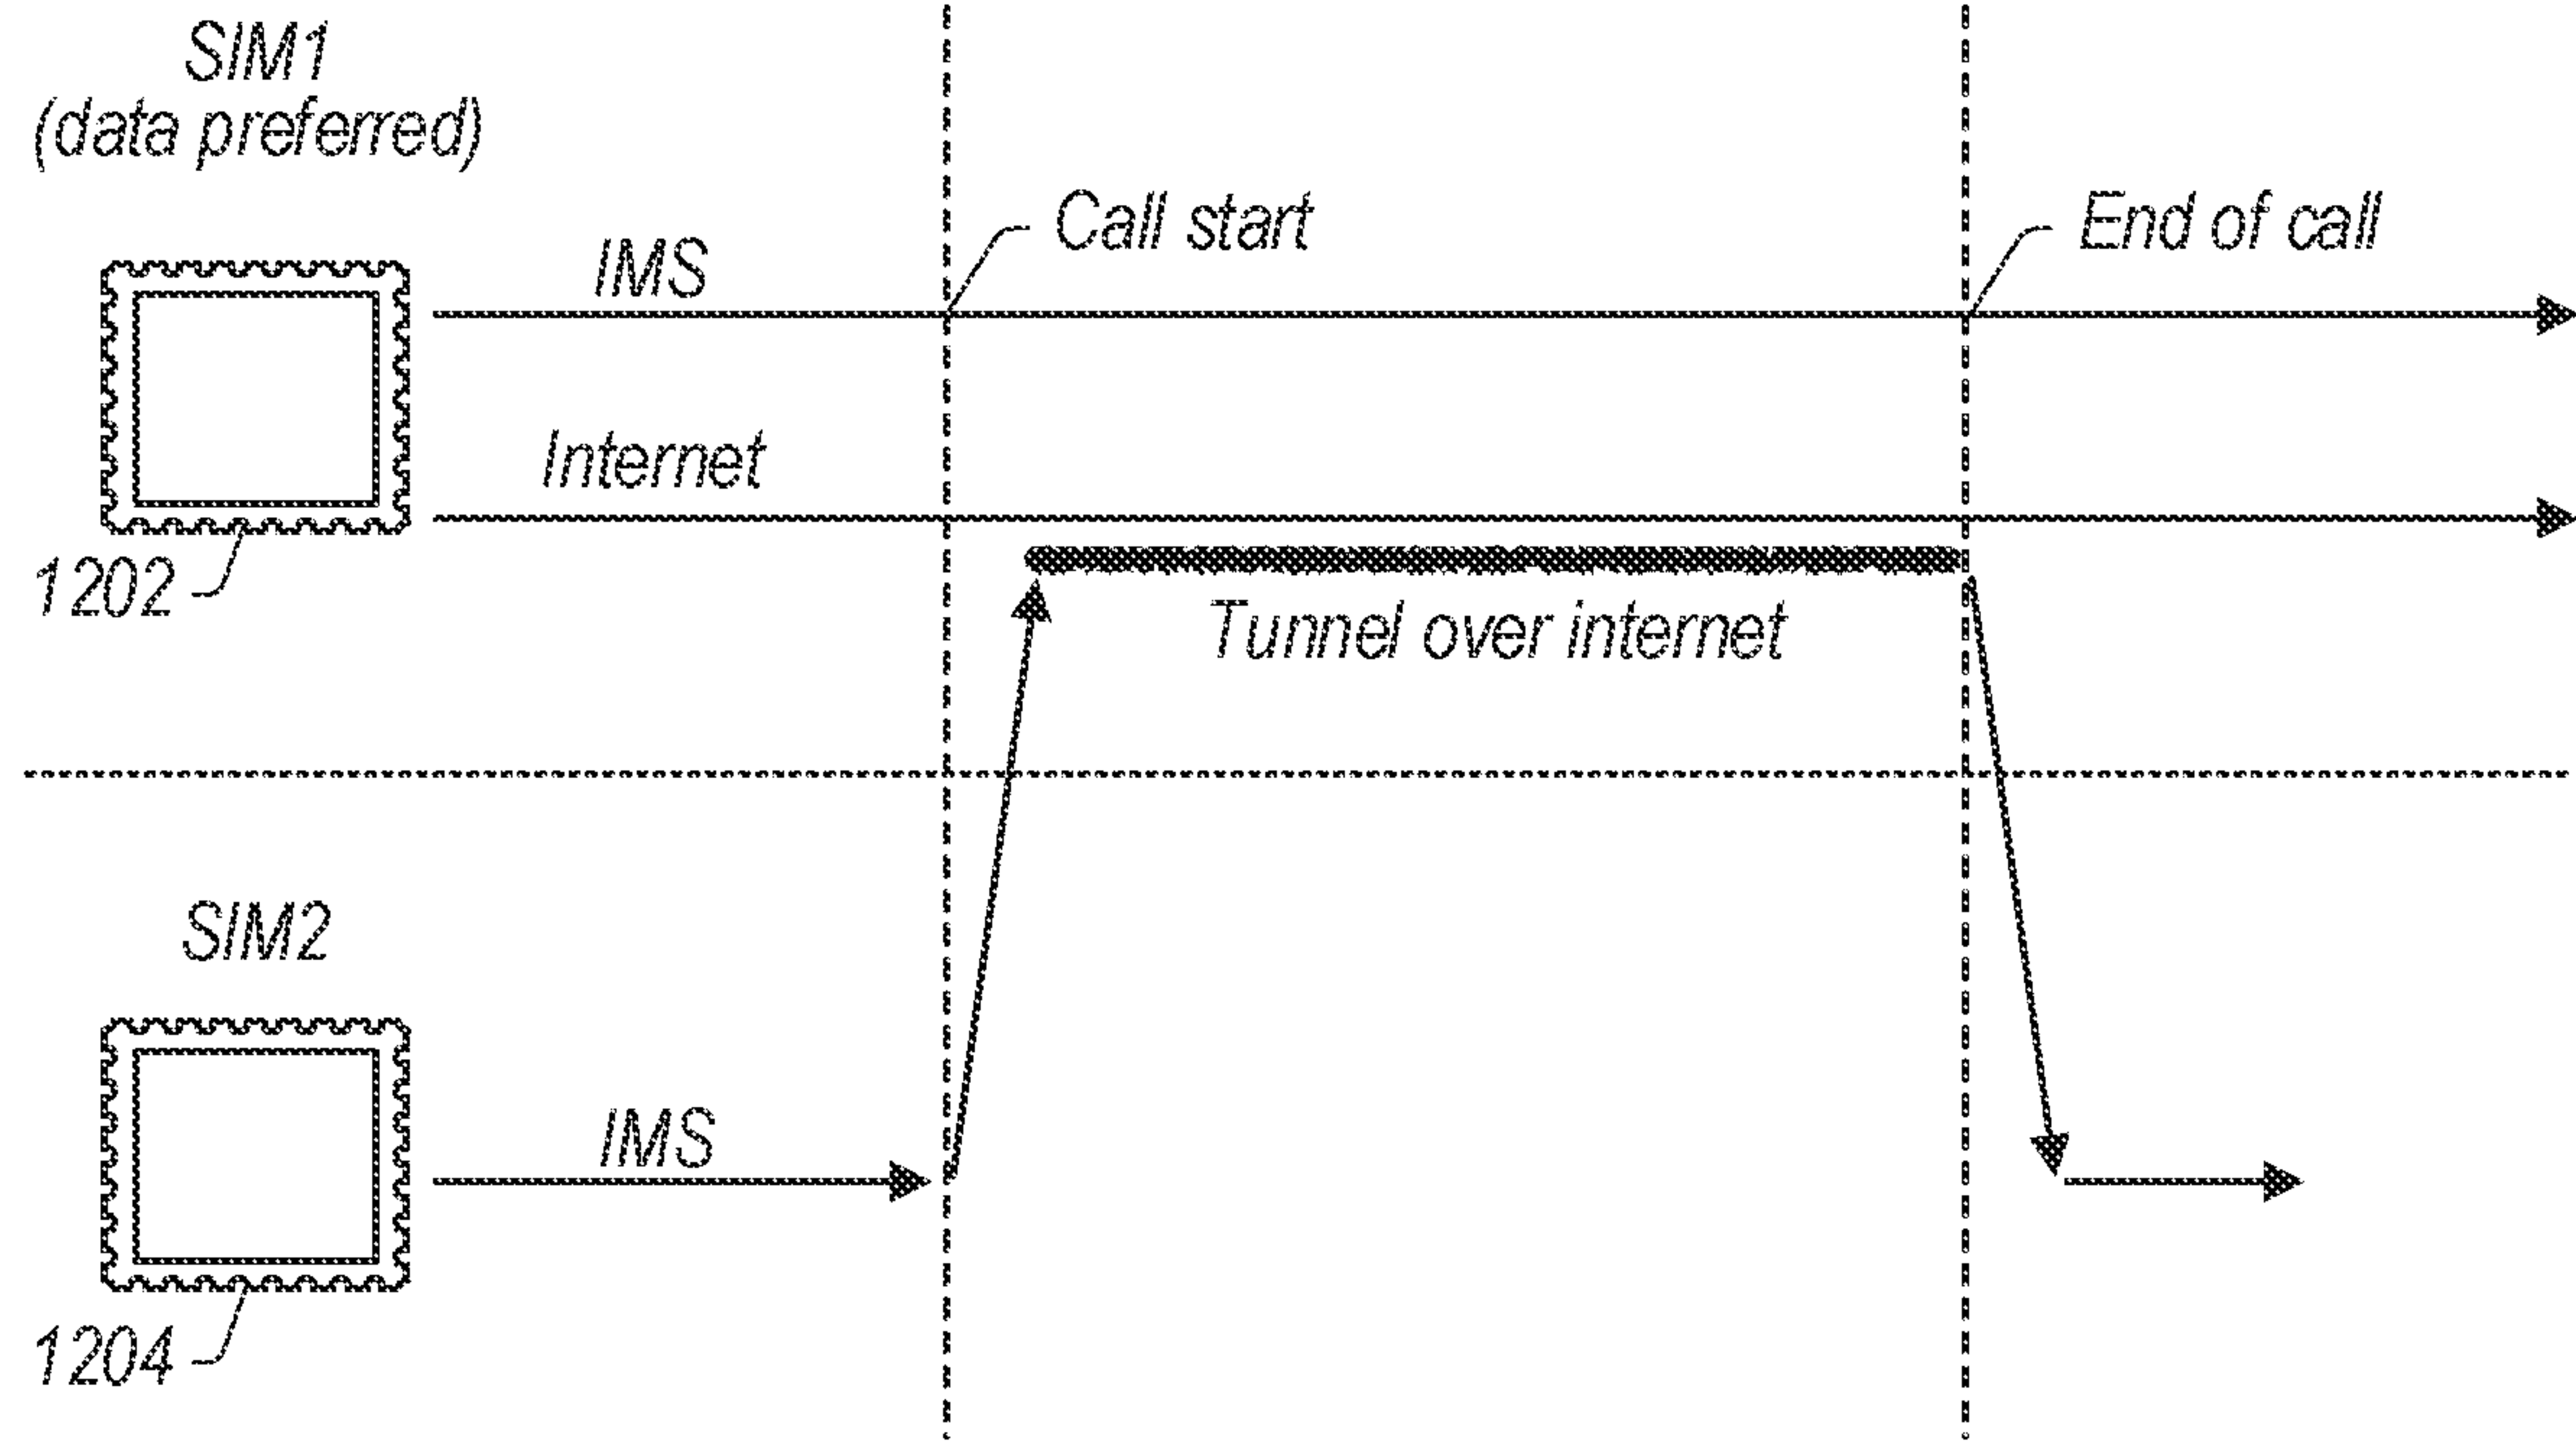 SIM1
(data preferred)
IMS
Call start
End of call
Internet
1202
Tunnel over internet
SIM2
IMS
1204